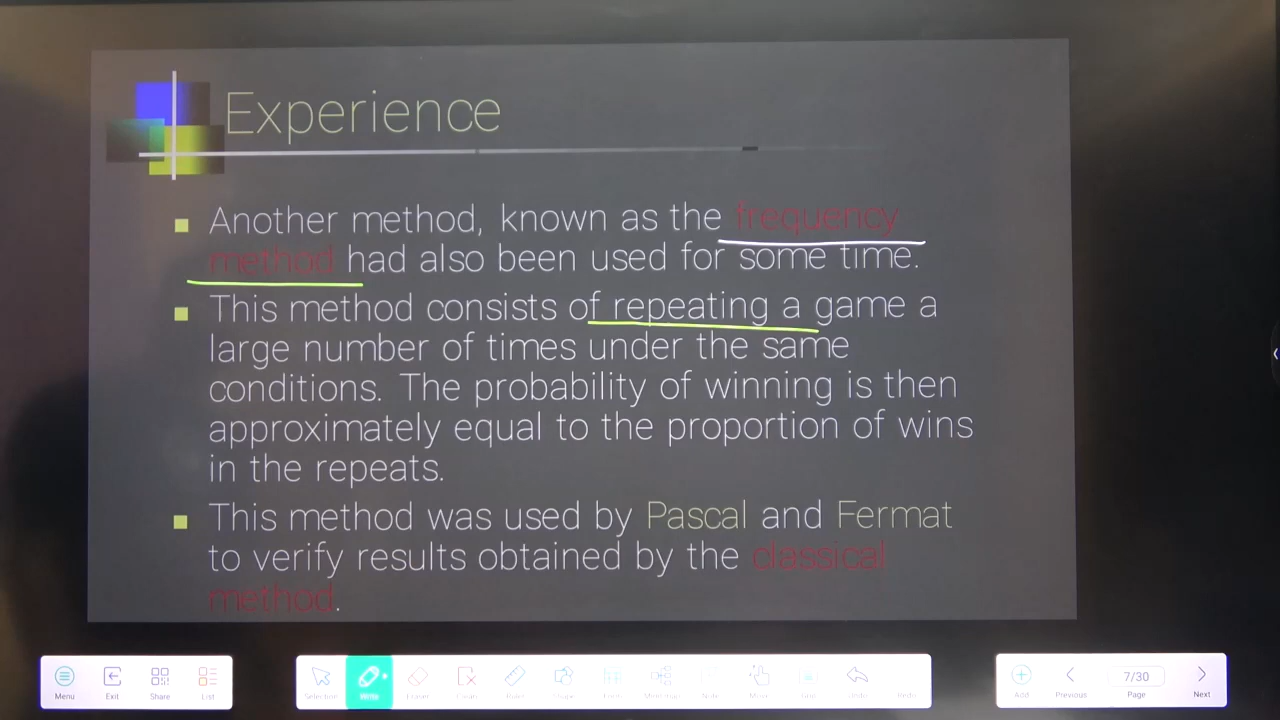 Experience
Another method, known as the frequency
method had also been used for some time.
This method consists of repeating a game a
large number of times under the same
conditions. The probability of winning is then
approximately equal to the proportion of wins
in the repeats.
This method was used by Pascal and Fermat
to verify results obtained by the classical
method.
Menu Exit Share List Selection Write Eraser Clean Ruler Shape Undo Redo Add Previous 7/30 Page Next